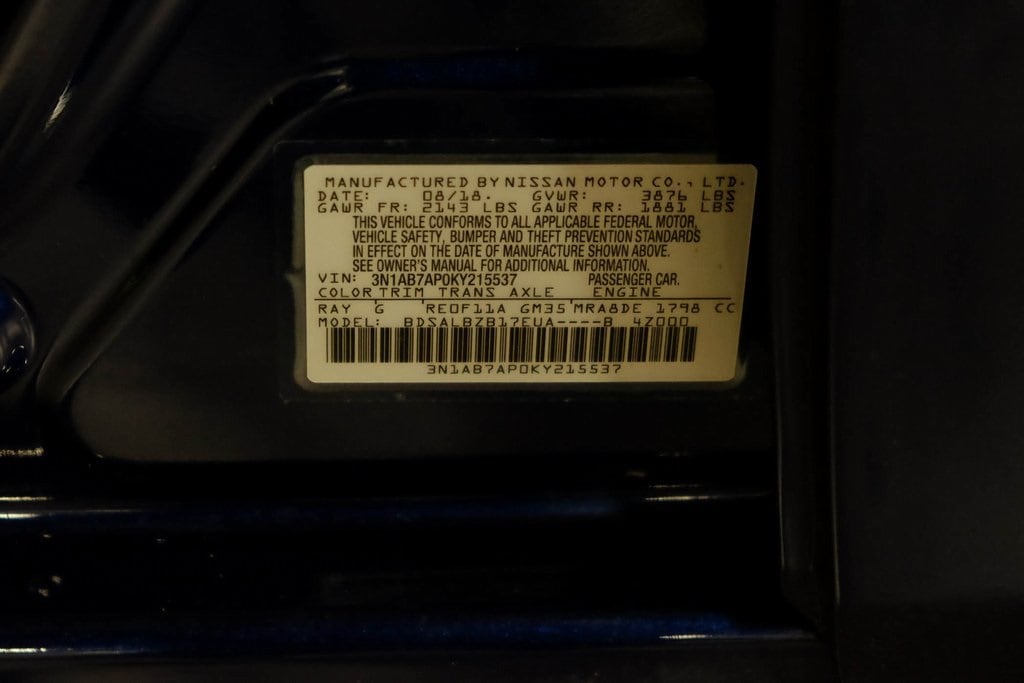 MANUFACTURED BY NISSAN MOTOR CO., LTD.
DATE: 08/18. GVWR: 3876 LBS
GAWR FR: 2143 LBS GAWR RR: 1881 LBS
THIS VEHICLE CONFORMS TO ALL APPLICABLE FEDERAL MOTOR,
VEHICLE SAFETY, BUMPER AND THEFT PREVENTION STANDARDS
IN EFFECT ON THE DATE OF MANUFACTURE SHOWN ABOVE.
SEE OWNER'S MANUAL FOR ADDITIONAL INFORMATION.
VIN: 3N1AB7AP0KY215537 PASSENGER CAR.
COLOR TRIM TRANS AXLE ENGINE
RAY G RE0F11A GM35 MRA8DE 1798 CC
MODEL: BDSALBZB17EUA----B 4Z000
3N1AB7AP0KY215537